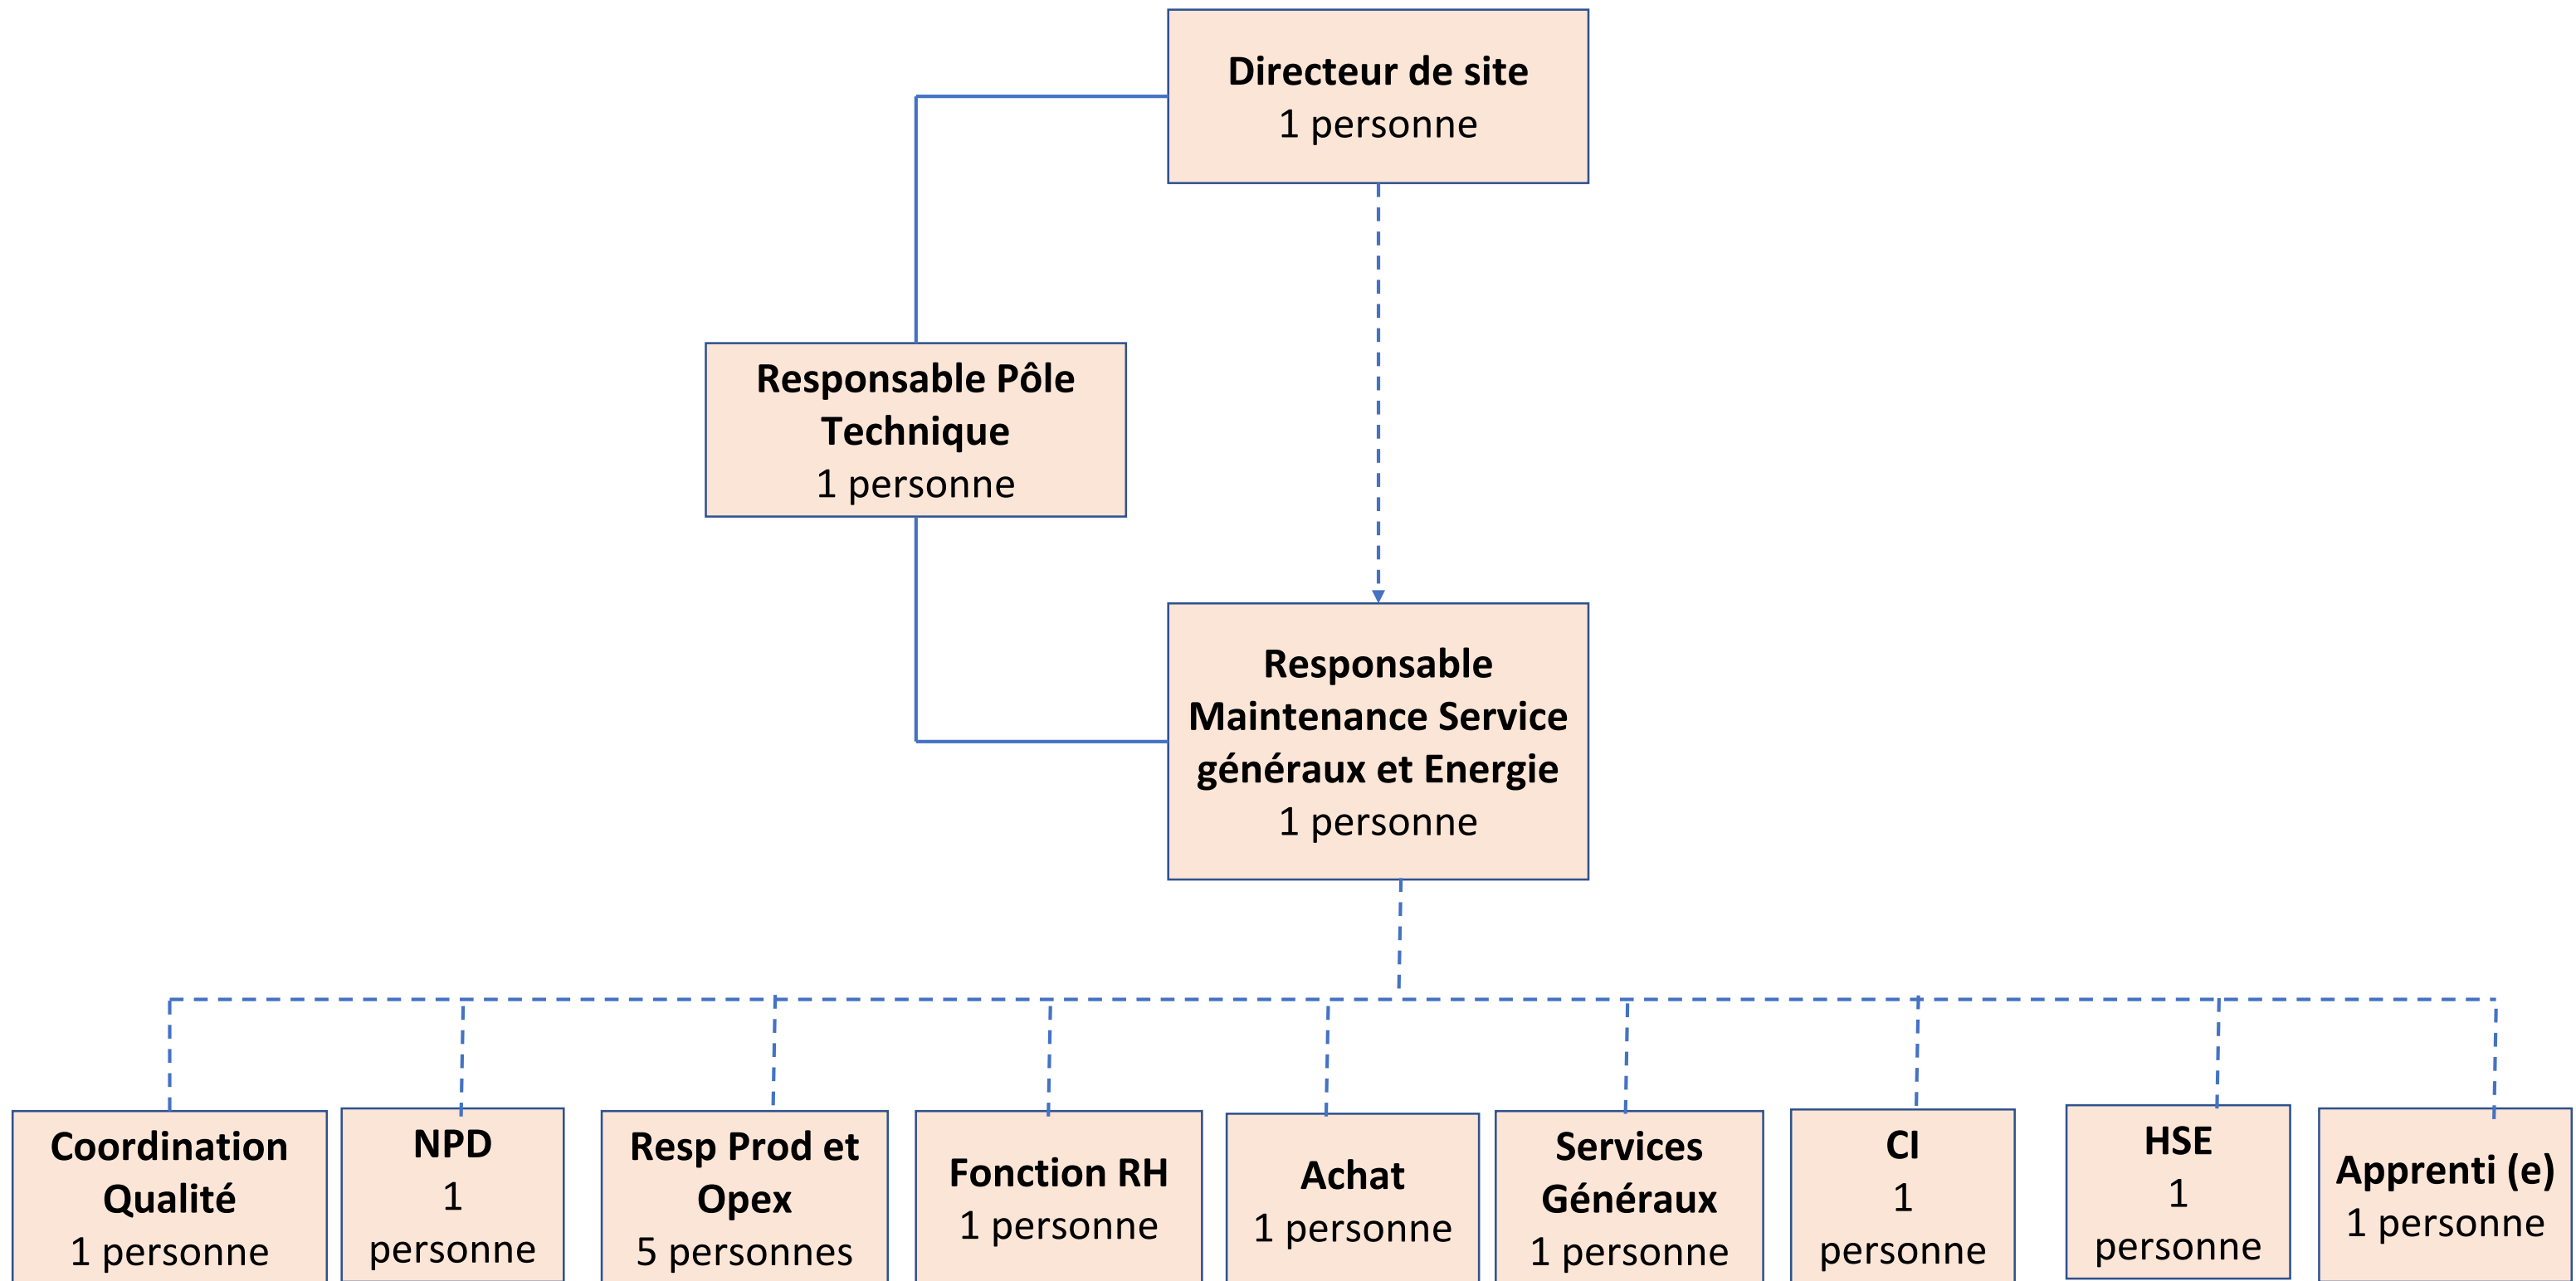 Directeur de site
1 personne
Responsable Pôle
Technique
1 personne
Responsable
Maintenance Service
généraux et Energie
1 personne
Coordination
Qualité
1 personne
NPD
1
personne
Resp Prod et
Opex
5 personnes
Fonction RH
1 personne
Achat
1 personne
Services
Généraux
1 personne
CI
1
personne
HSE
1
personne
Apprenti (e)
1 personne